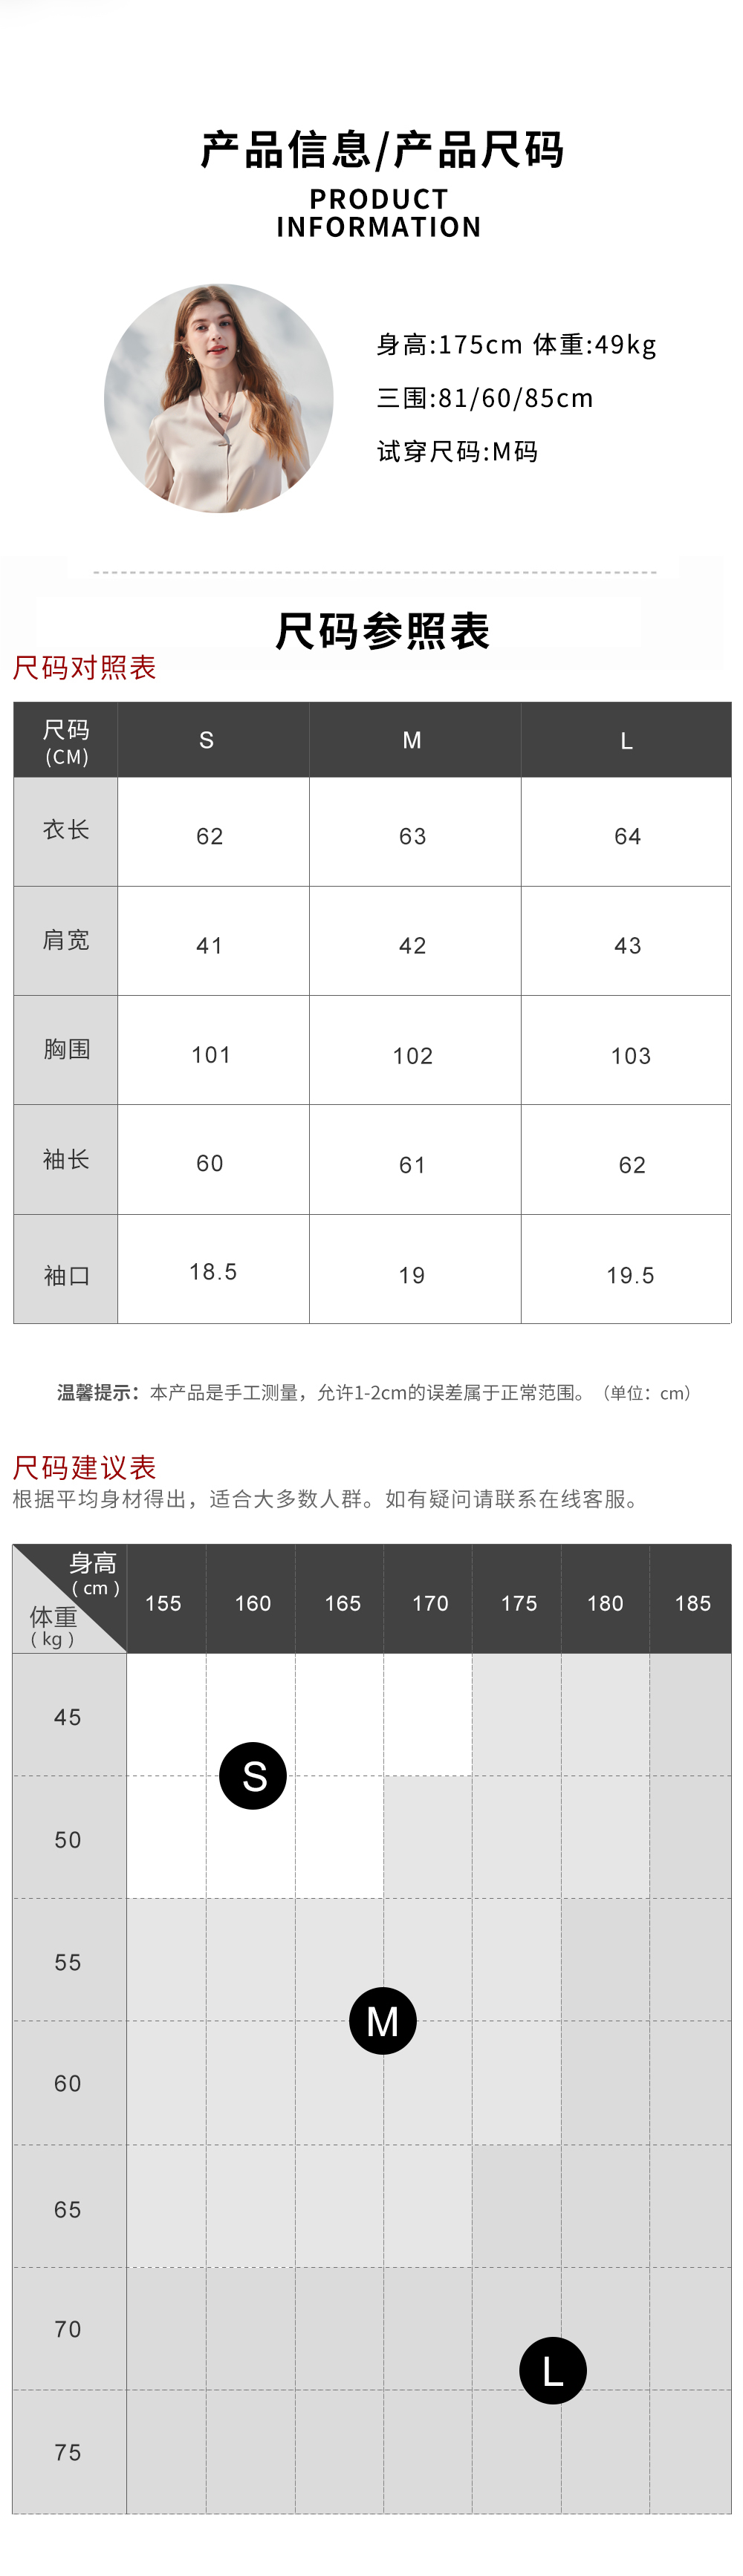 产品信息/产品尺码
PRODUCT
INFORMATION
身高:175cm 体重:49kg
三围:81/60/85cm
试穿尺码:M码
尺码参照表
尺码对照表
尺码 S M L
(CM)
衣长 62 63 64
肩宽 41 42 43
胸围 101 102 103
袖长 60 61 62
袖口 18.5 19 19.5
温馨提示：本产品是手工测量，允许1-2cm的误差属于正常范围。（单位：cm）
尺码建议表
根据平均身材得出，适合大多数人群。如有疑问请联系在线客服。
身高
（cm）
155 160 165 170 175 180 185
体重
（kg）
45
S
50
55
M
60
65
70
L
75